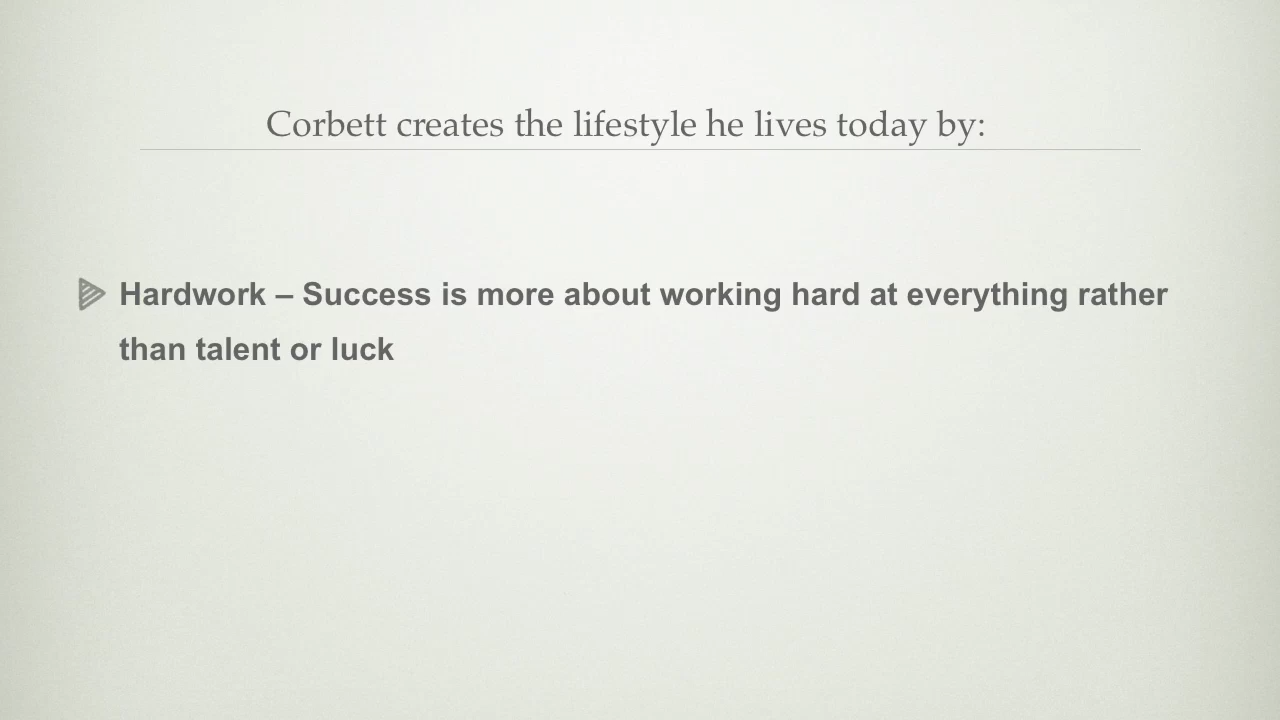 Corbett creates the lifestyle he lives today by:
Hardwork – Success is more about working hard at everything rather
than talent or luck